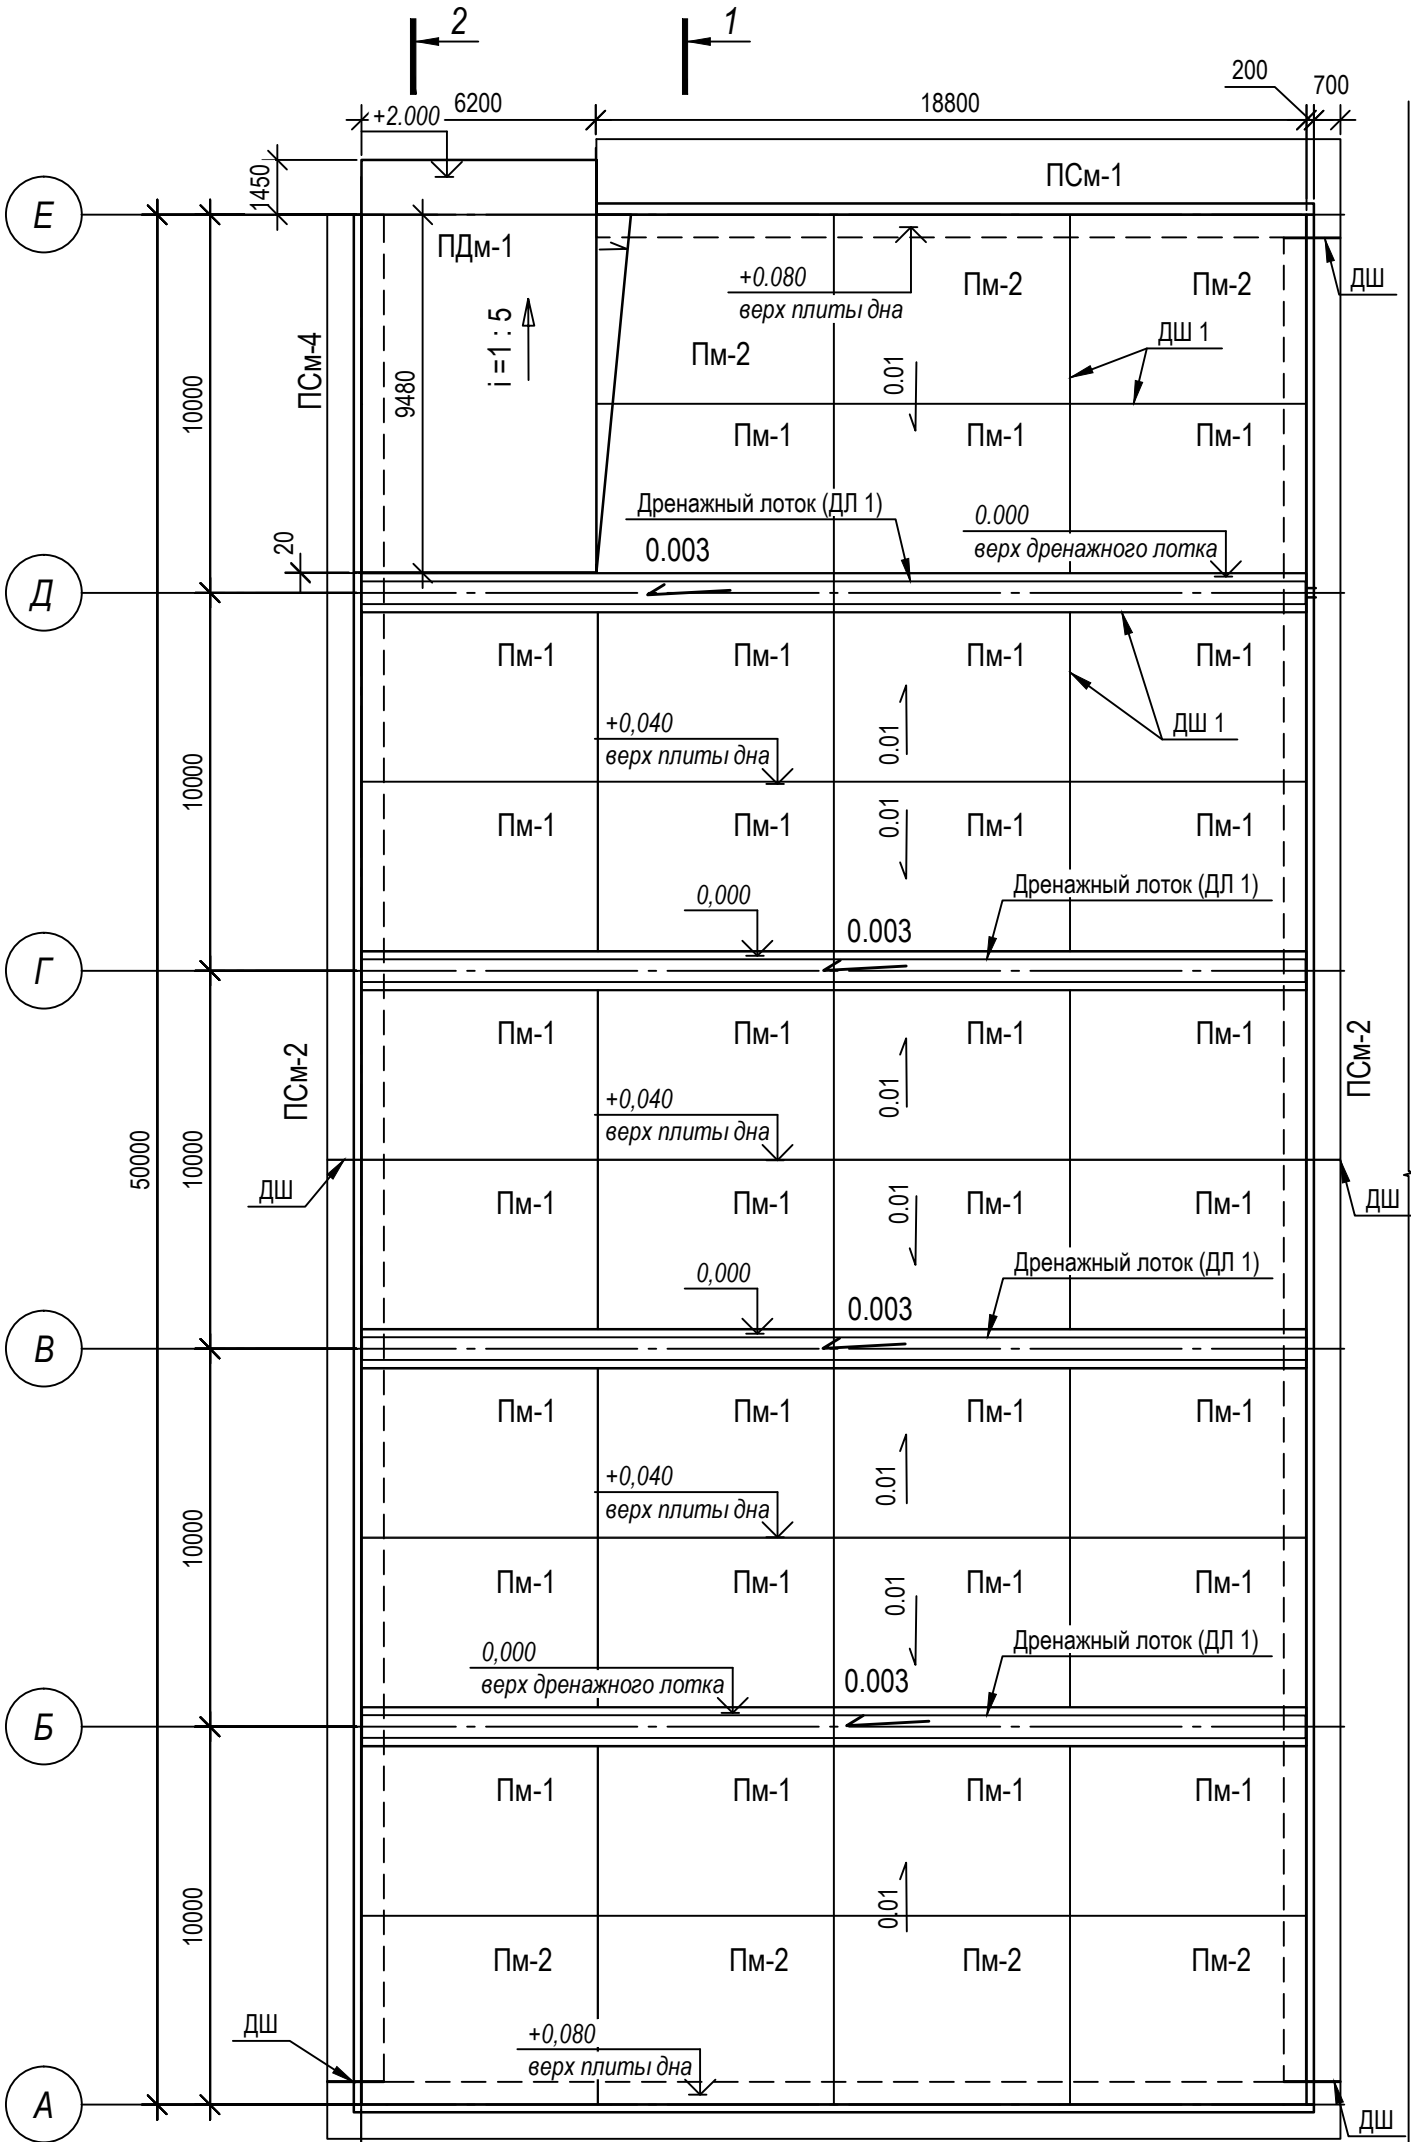 2
1
200
700
6200
18800
+2.000
1450
ПСм-1
Е
ПДм-1
+0.080
верх плиты дна
Пм-2
Пм-2
ДШ
i =1 : 5
ПСм-4
ДШ 1
Пм-2
0.01
10000
9480
Пм-1
Пм-1
Пм-1
Дренажный лоток (ДЛ 1)
0.000
верх дренажного лотка
20
0.003
Д
Пм-1
Пм-1
Пм-1
Пм-1
+0,040
верх плиты дна
0.01
ДШ 1
10000
Пм-1
Пм-1
0.01
Пм-1
Пм-1
0,000
Дренажный лоток (ДЛ 1)
0.003
Г
Пм-1
Пм-1
Пм-1
Пм-1
ПСм-2
ПСм-2
+0,040
верх плиты дна
0.01
50000
10000
ДШ
Пм-1
Пм-1
0.01
Пм-1
Пм-1
ДШ
0,000
Дренажный лоток (ДЛ 1)
0.003
В
Пм-1
Пм-1
Пм-1
Пм-1
+0,040
верх плиты дна
0.01
10000
Пм-1
Пм-1
0.01
Пм-1
Пм-1
0,000
верх дренажного лотка
Дренажный лоток (ДЛ 1)
0.003
Б
Пм-1
Пм-1
Пм-1
Пм-1
0.01
10000
Пм-2
Пм-2
Пм-2
Пм-2
ДШ
+0,080
верх плиты дна
А
ДШ